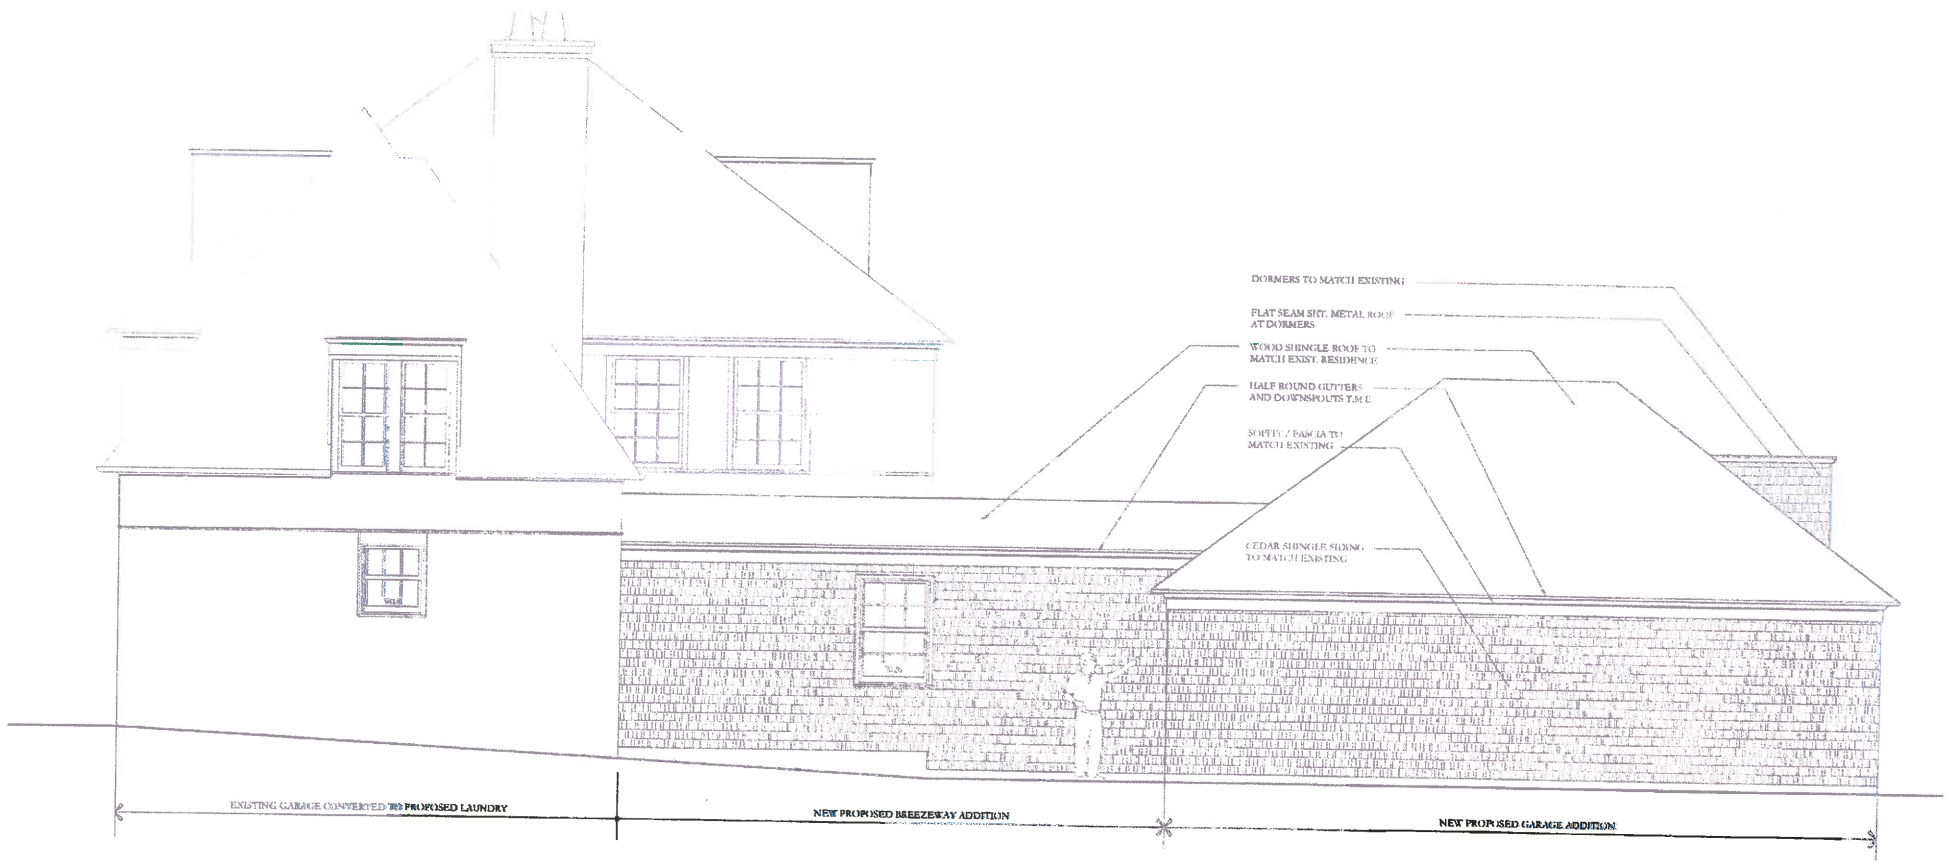 DORMERS TO MATCH EXISTING
FLAT SEAM SHT. METAL ROOF
AT DORMERS
WOOD SHINGLE ROOF TO
MATCH EXIST. RESIDENCE
HALF ROUND GUTTERS
AND DOWNSPOUTS T.M.E
SOFFIT / FASCIA TO
MATCH EXISTING
CEDAR SHINGLE SIDING
TO MATCH EXISTING
EXISTING GARAGE CONVERTED TO PROPOSED LAUNDRY
NEW PROPOSED BREEZEWAY ADDITION
NEW PROPOSED GARAGE ADDITION